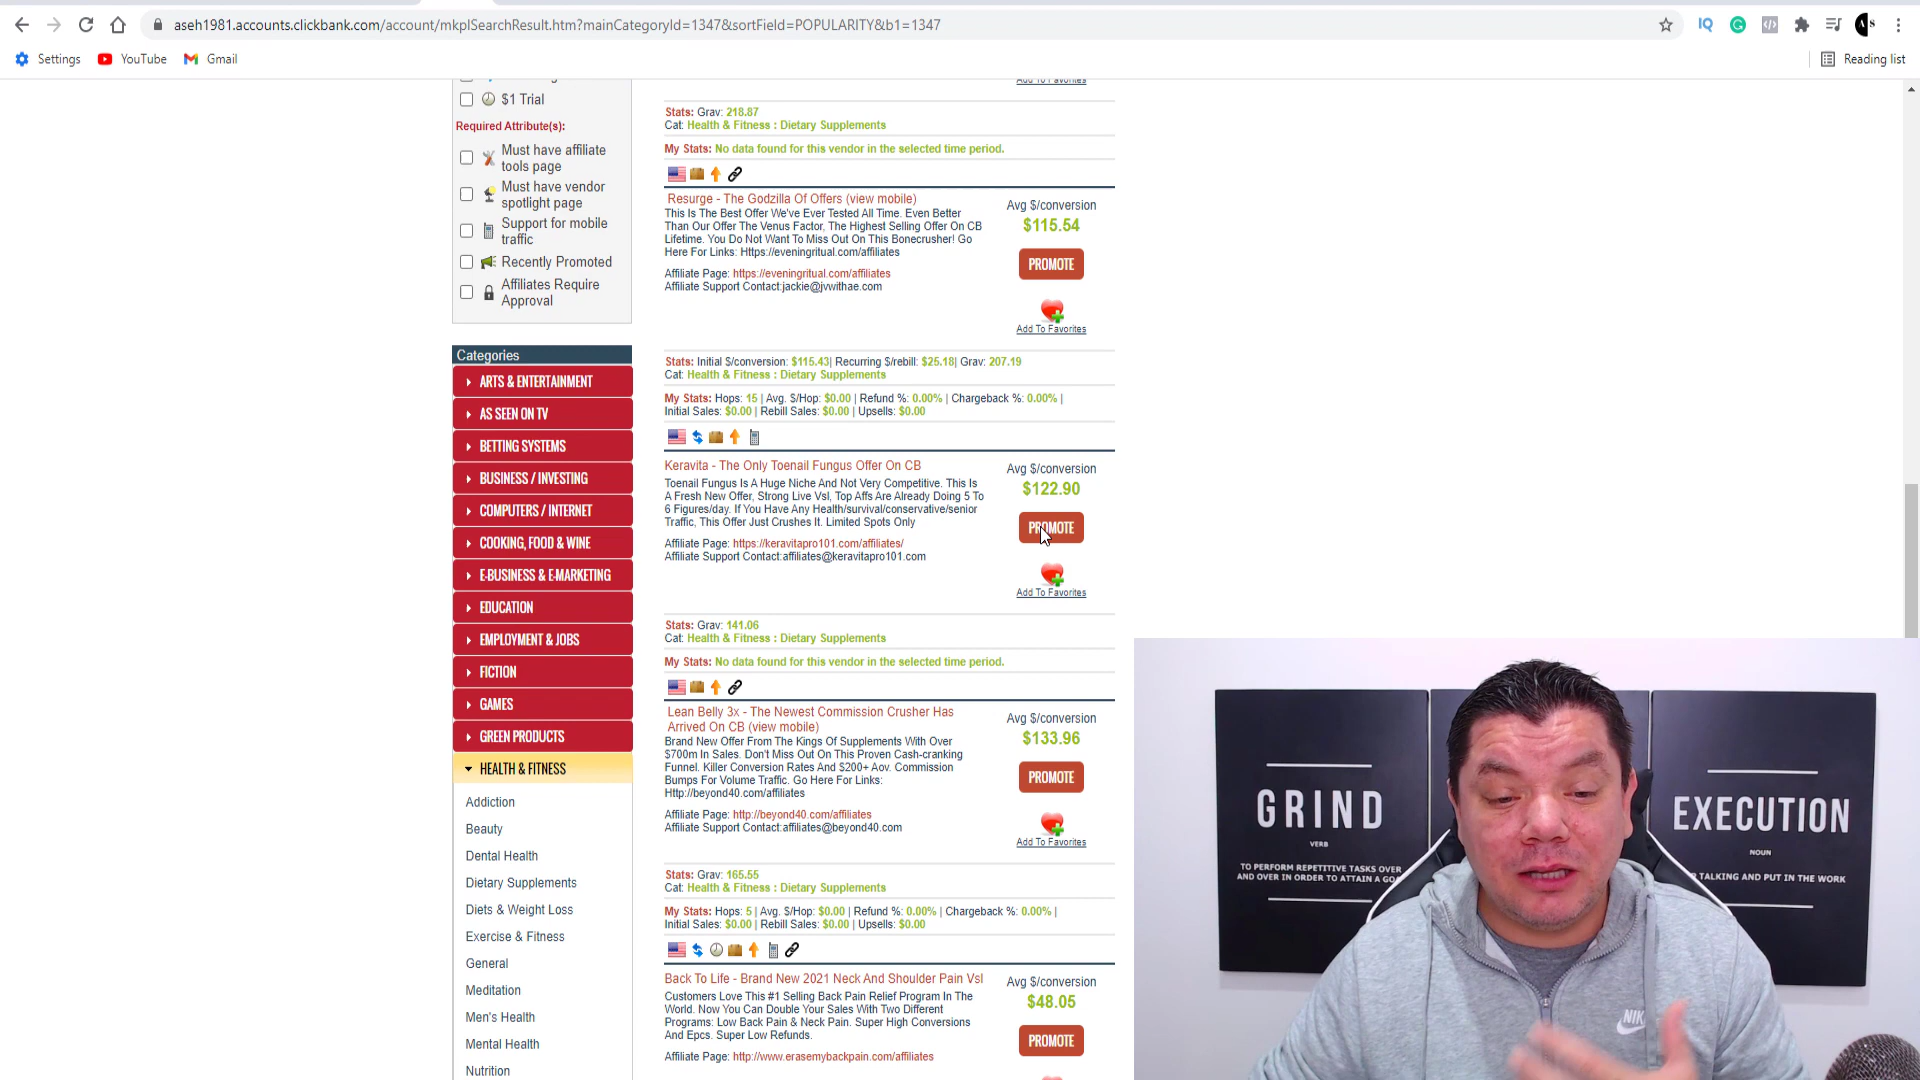 aseh1981.accounts.clickbank.com/account/mkplSearchResult.htm?mainCategoryId=1347&sortField=POPULARITY&b1=1347
Settings
YouTube
Gmail
Reading list
$1 Trial
Required Attribute(s):
Must have affiliate
tools page
Must have vendor
spotlight page
Support for mobile
traffic
Recently Promoted
Affiliates Require
Approval
Categories
ARTS & ENTERTAINMENT
AS SEEN ON TV
BETTING SYSTEMS
BUSINESS / INVESTING
COMPUTERS / INTERNET
COOKING, FOOD & WINE
E-BUSINESS & E-MARKETING
EDUCATION
EMPLOYMENT & JOBS
FICTION
GAMES
GREEN PRODUCTS
HEALTH & FITNESS
Addiction
Beauty
Dental Health
Dietary Supplements
Diets & Weight Loss
Exercise & Fitness
General
Meditation
Men's Health
Mental Health
Nutrition
Add To Favorites
Stats: Grav: 218.87
Cat: Health & Fitness : Dietary Supplements
My Stats: No data found for this vendor in the selected time period.
Resurge - The Godzilla Of Offers (view mobile)
This Is The Best Offer We've Ever Tested All Time. Even Better
Than Our Offer The Venus Factor, The Highest Selling Offer On CB
Lifetime. You Do Not Want To Miss Out On This Bonecrusher! Go
Here For Links: Https://eveningritual.com/affiliates
Affiliate Page: https://eveningritual.com/affiliates
Affiliate Support Contact:jackie@jvwithae.com
Avg $/conversion
$115.54
PROMOTE
Add To Favorites
Stats: Initial $/conversion: $115.43| Recurring $/rebill: $25.18| Grav: 207.19
Cat: Health & Fitness : Dietary Supplements
My Stats: Hops: 15 | Avg. $/Hop: $0.00 | Refund %: 0.00% | Chargeback %: 0.00% |
Initial Sales: $0.00 | Rebill Sales: $0.00 | Upsells: $0.00
Keravita - The Only Toenail Fungus Offer On CB
Toenail Fungus Is A Huge Niche And Not Very Competitive. This Is
A Fresh New Offer, Strong Live Vsl, Top Affs Are Already Doing 5 To
6 Figures/day. If You Have Any Health/survival/conservative/senior
Traffic, This Offer Just Crushes It. Limited Spots Only
Affiliate Page: https://keravitapro101.com/affiliates/
Affiliate Support Contact:affiliates@keravitapro101.com
Avg $/conversion
$122.90
PROMOTE
Add To Favorites
Stats: Grav: 141.06
Cat: Health & Fitness : Dietary Supplements
My Stats: No data found for this vendor in the selected time period.
Lean Belly 3x - The Newest Commission Crusher Has
Arrived On CB (view mobile)
Brand New Offer From The Kings Of Supplements With Over
$700m In Sales. Don't Miss Out On This Proven Cash-cranking
Funnel. Killer Conversion Rates And $200+ Aov. Commission
Bumps For Volume Traffic. Go Here For Links:
Http://beyond40.com/affiliates
Affiliate Page: http://beyond40.com/affiliates
Affiliate Support Contact:affiliates@beyond40.com
Avg $/conversion
$133.96
PROMOTE
Add To Favorites
Stats: Grav: 165.55
Cat: Health & Fitness : Dietary Supplements
My Stats: Hops: 5 | Avg. $/Hop: $0.00 | Refund %: 0.00% | Chargeback %: 0.00% |
Initial Sales: $0.00 | Rebill Sales: $0.00 | Upsells: $0.00
Back To Life - Brand New 2021 Neck And Shoulder Pain Vsl
Customers Love This #1 Selling Back Pain Relief Program In The
World. Now You Can Double Your Sales With Two Different
Programs: Low Back Pain & Neck Pain. Super High Conversions
And Epcs. Super Low Refunds.
Affiliate Page: http://www.erasemybackpain.com/affiliates
Avg $/conversion
$48.05
PROMOTE
GRIND
VERB
TO PERFORM REPETITIVE TASKS OVER
AND OVER IN ORDER TO ATTAIN A
EXECUTION
NOUN
TALKING AND PUT IN THE WORK